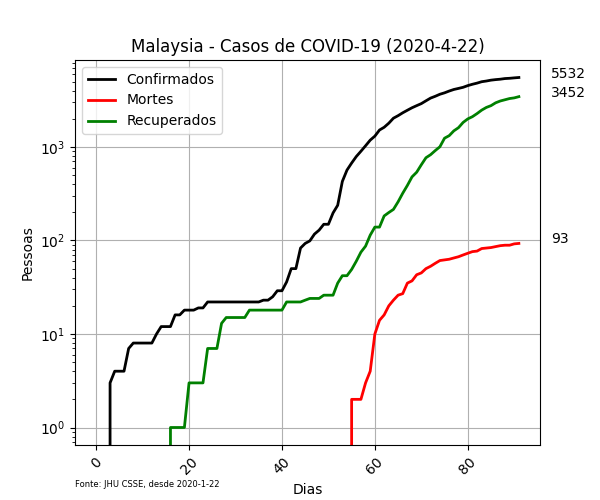 Malaysia - Casos de COVID-19 (2020-4-22)
Confirmados
Mortes
Recuperados
5532
3452
93
Pessoas
10³
10²
10¹
10⁰
0 20 40 60 80
Dias
Fonte: JHU CSSE, desde 2020-1-22